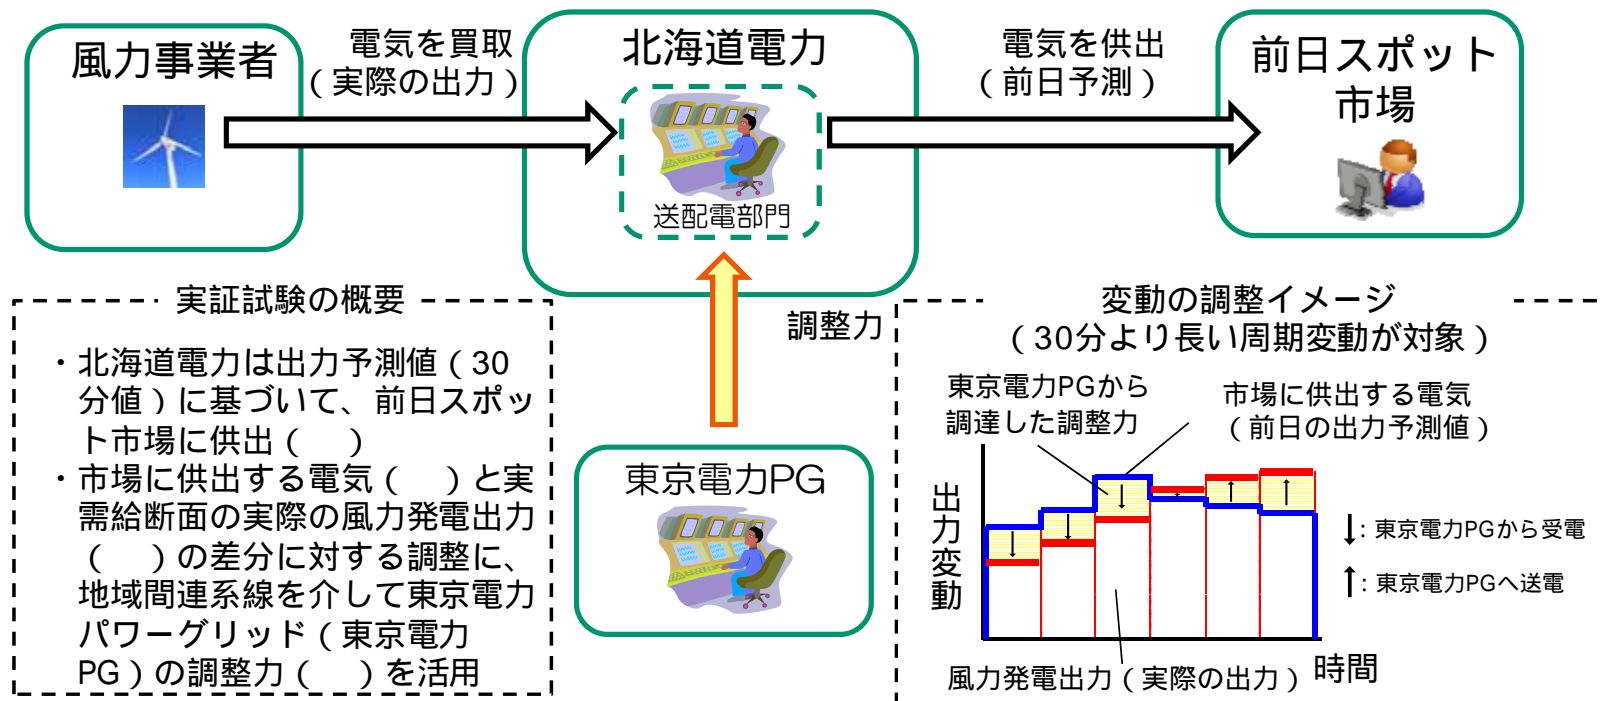 風力事業者
電気を買取
（実際の出力）
北海道電力
送配電部門
電気を供出
（前日予測）
前日スポット
市場
調整力
東京電力PG
実証試験の概要
・北海道電力は出力予測値（30
分値）に基づいて、前日スポッ
ト市場に供出（　）
・市場に供出する電気（　）と実
需給断面の実際の風力発電出力
（　）の差分に対する調整に、
地域間連系線を介して東京電力
パワーグリッド（東京電力
PG）の調整力（　）を活用
変動の調整イメージ
（30分より長い周期変動が対象）
東京電力PGから
調達した調整力
市場に供出する電気
（前日の出力予測値）
出力変動
↓：東京電力PGから受電
↑：東京電力PGへ送電
風力発電出力（実際の出力）
時間